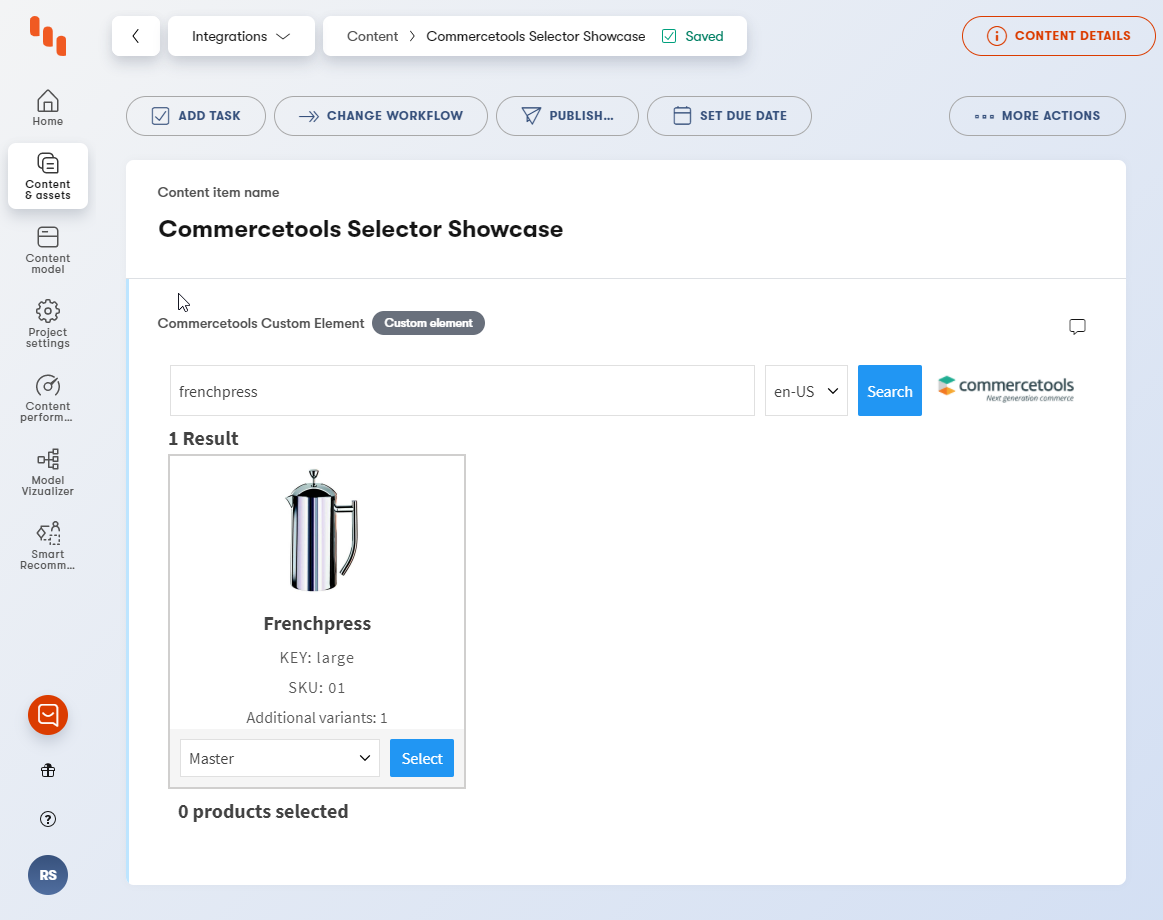 Integrations
Content > Commercetools Selector Showcase Saved
CONTENT DETAILS
Home
Content
& assets
Content
model
Project
settings
Content
perform...
Model
Vizualizer
Smart
Recomm...
RS
ADD TASK
CHANGE WORKFLOW
PUBLISH...
SET DUE DATE
MORE ACTIONS
Content item name
Commercetools Selector Showcase
Commercetools Custom Element Custom element
frenchpress
en-US
Search
commercetools
Next generation commerce
1 Result
Frenchpress
KEY: large
SKU: 01
Additional variants: 1
Master
Select
0 products selected